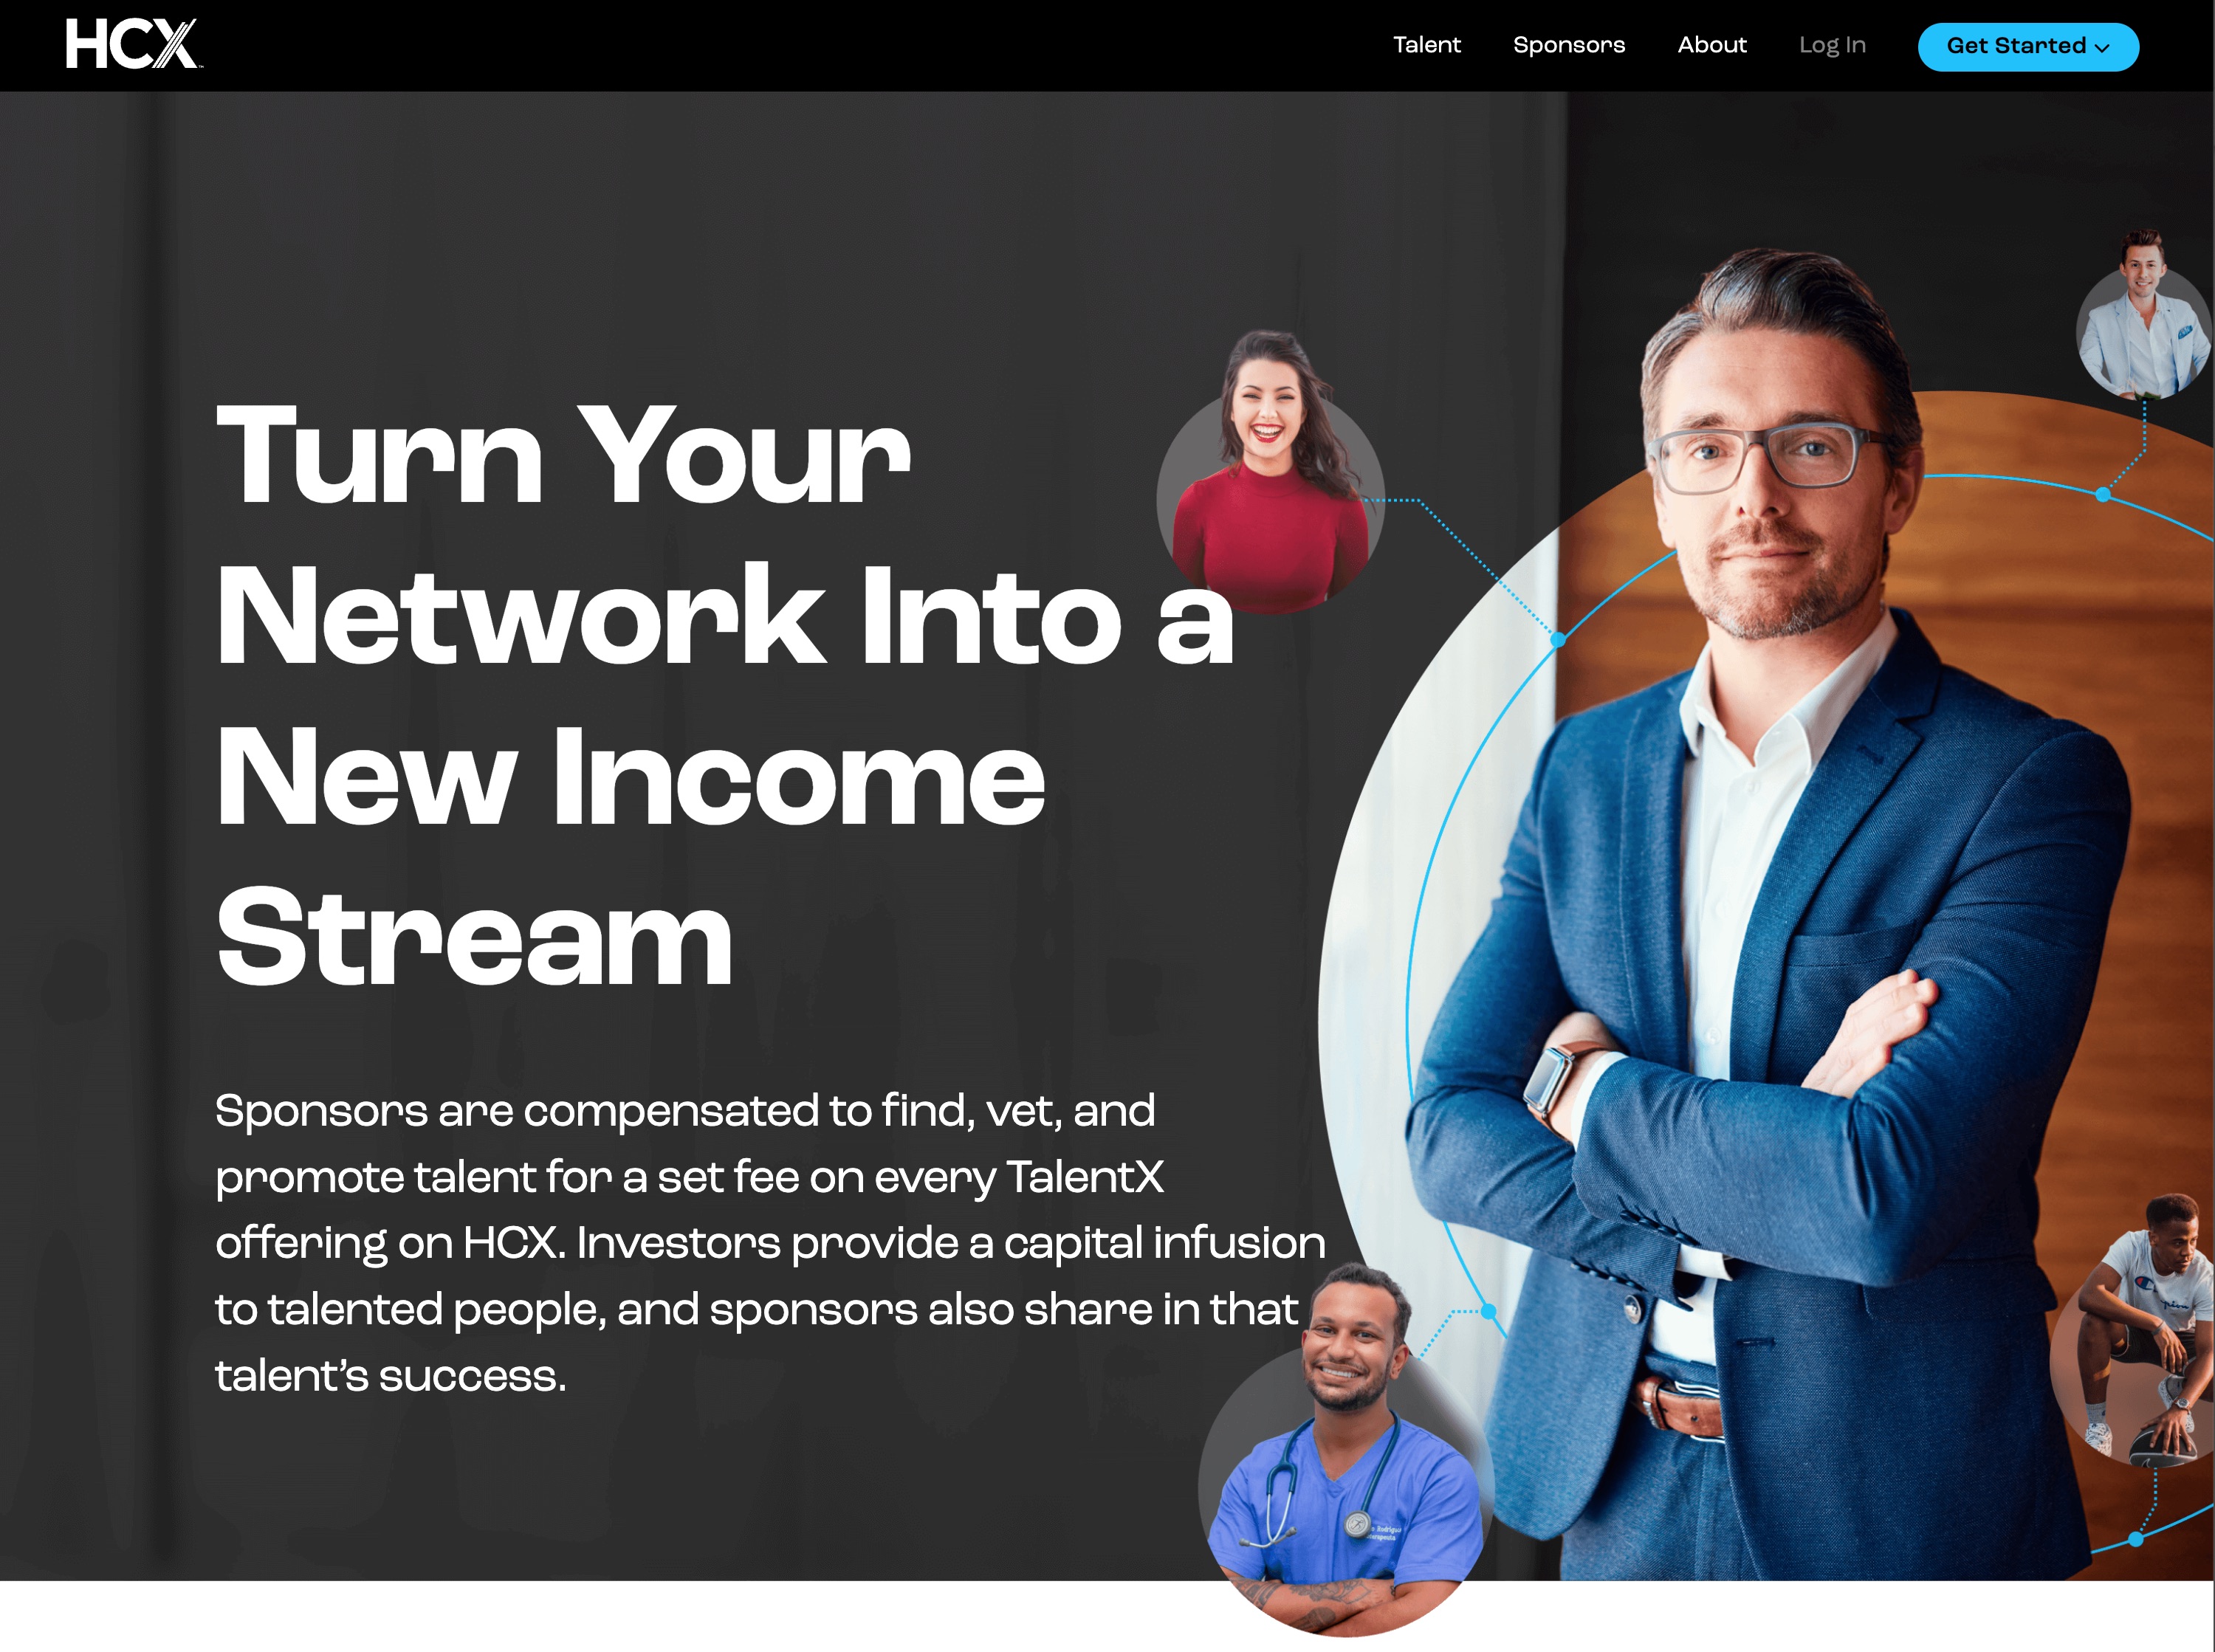 HCX
Talent
Sponsors
About
Log In
Get Started
Turn Your
Network Into a
New Income
Stream
Sponsors are compensated to find, vet, and
promote talent for a set fee on every TalentX
offering on HCX. Investors provide a capital infusion
to talented people, and sponsors also share in that
talent’s success.